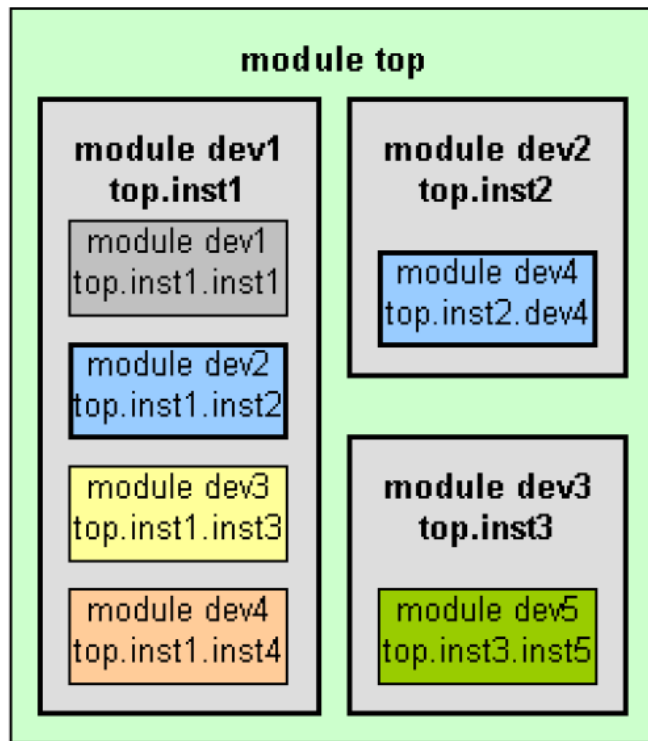 module top
module dev1
top.inst1
module dev1
top.inst1.inst1
module dev2
top.inst1.inst2
module dev3
top.inst1.inst3
module dev4
top.inst1.inst4
module dev2
top.inst2
module dev4
top.inst2.dev4
module dev3
top.inst3
module dev5
top.inst3.inst5